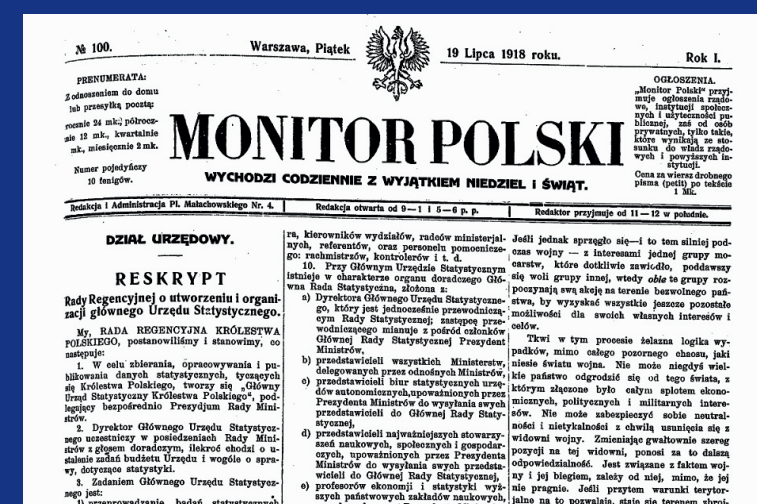 № 100.
Warszawa, Piątek
19 Lipca 1918 roku.
Rok I.
PRENUMERATA:
Z odnoszeniem do domu
lub przesyłką pocztą:
rocznie 24 mk., półrocz-
nie 12 mk., kwartalnie
mk., miesięcznie 2 mk.
Numer pojedyńczy
10 fenigów.
MONITOR POLSKI
WYCHODZI CODZIENNIE Z WYJĄTKIEM NIEDZIEL i ŚWIĄT.
OGŁOSZENIA.
„Monitor Polski" przyj-
muje ogłoszenia rządo-
we, instytucji społecz-
nych i użyteczności pu-
blicznej, zaś od osób
prywatnych, tylko takie,
które wynikają ze sto-
sunku do władz rządo-
wych i powyższych in-
stytucji.
Cena za wiersz drobnego
pisma (petit) po tekście
1 Mk.
Redakcja i Administracja Pl. Małachowskiego Nr. 4.
Redakcja otwarta od 9—1 i 5—6 p. p.
Redaktor przyjmuje od 11—12 w południe.
DZIAŁ URZĘDOWY.
RESKRYPT
Rady Regencyjnej o utworzeniu i organi-
zacji głównego Urzędu Statystycznego.
My, RADA REGENCYJNA KRÓLESTWA
POLSKIEGO, postanowiliśmy i stanowimy, co
następuje:
1. W celu zbierania, opracowywania i pu-
blikowania danych statystycznych, tyczących
się Królestwa Polskiego, tworzy się „Główny
Urząd Statystyczny Królestwa Polskiego", pod-
legający bezpośrednio Prezydjum Rady Mini-
strów.
2. Dyrektor Głównego Urzędu Statystycz-
nego uczestniczy w posiedzeniach Rady Mini-
strów z głosem doradczym, ilekroć chodzi o u-
stalenie zadań budżetu Urzędu i wogóle o spra-
wy, dotyczące statystyki.
3. Zadaniem Głównego Urzędu Statystycz-
nego jest:
1) przeprowadzanie badań statystycznych
ra, kierowników wydziałów, radców ministerjal-
nych, referentów, oraz personelu pomocnicze-
go: rachmistrzów, kontrolerów i t. d.
10. Przy Głównym Urzędzie Statystycznym
istnieje w charakterze organu doradczego Głó-
wna Rada Statystyczna, złożona z:
a) Dyrektora Głównego Urzędu Statystyczne-
go, który jest jednocześnie przewodniczą-
cym Rady Statystycznej; zastępcę prze-
wodniczącego mianuje z pośród członków
Głównej Rady Statystycznej Prezydent
Ministrów,
b) przedstawicieli wszystkich Ministerstw,
delegowanych przez odnośnych Ministrów,
c) przedstawicieli biur statystycznych urzę-
dów autonomicznych, upoważnionych przez
Prezydenta Ministrów do wysyłania swych
przedstawicieli do Głównej Rady Staty-
stycznej,
d) przedstawicieli najważniejszych stowarzy-
szeń naukowych, społecznych i gospodar-
czych, upoważnionych przez Prezydenta
Ministrów do wysyłania swych przedsta-
wicieli do Głównej Rady Statystycznej,
e) profesorów ekonomji i statystyki wyż-
szych państwowych zakładów naukowych,
Jeśli jednak sprzęgło się—i to tem silniej pod-
czas wojny — z interesami jednej grupy mo-
carstw, które dotkliwie zawiodło, poddawszy
się woli grupy innej, wtedy obie te grupy roz-
poczynają swą akcję na terenie bezwolnego pań-
stwa, by wyzyskać wszystkie jeszcze pozostałe
możliwości dla swoich własnych interesów i
celów.
Tkwi w tym procesie żelazna logika wy-
padków, mimo całego pozornego chaosu, jaki
niesie światu wojna. Nie może niegdyś wiel-
kie państwo odgrodzić się od tego świata, z
którym złączone było całym splotem ekono-
micznych, politycznych i militarnych intere-
sów. Nie może zabezpieczyć sobie neutral-
ności i nietykalności z chwilą usunięcia się z
widowni wojny. Zmieniając gwałtownie szereg
pozycji na tej widowni, ponosi za to dalszą
odpowiedzialność. Jest związane z faktem woj-
ny i jej biegiem, zależy od niej, mimo, że jej
nie pragnie. Jeśli przytem warunki teryto-
rjalne na to pozwalają, staje się terenem zbroj-